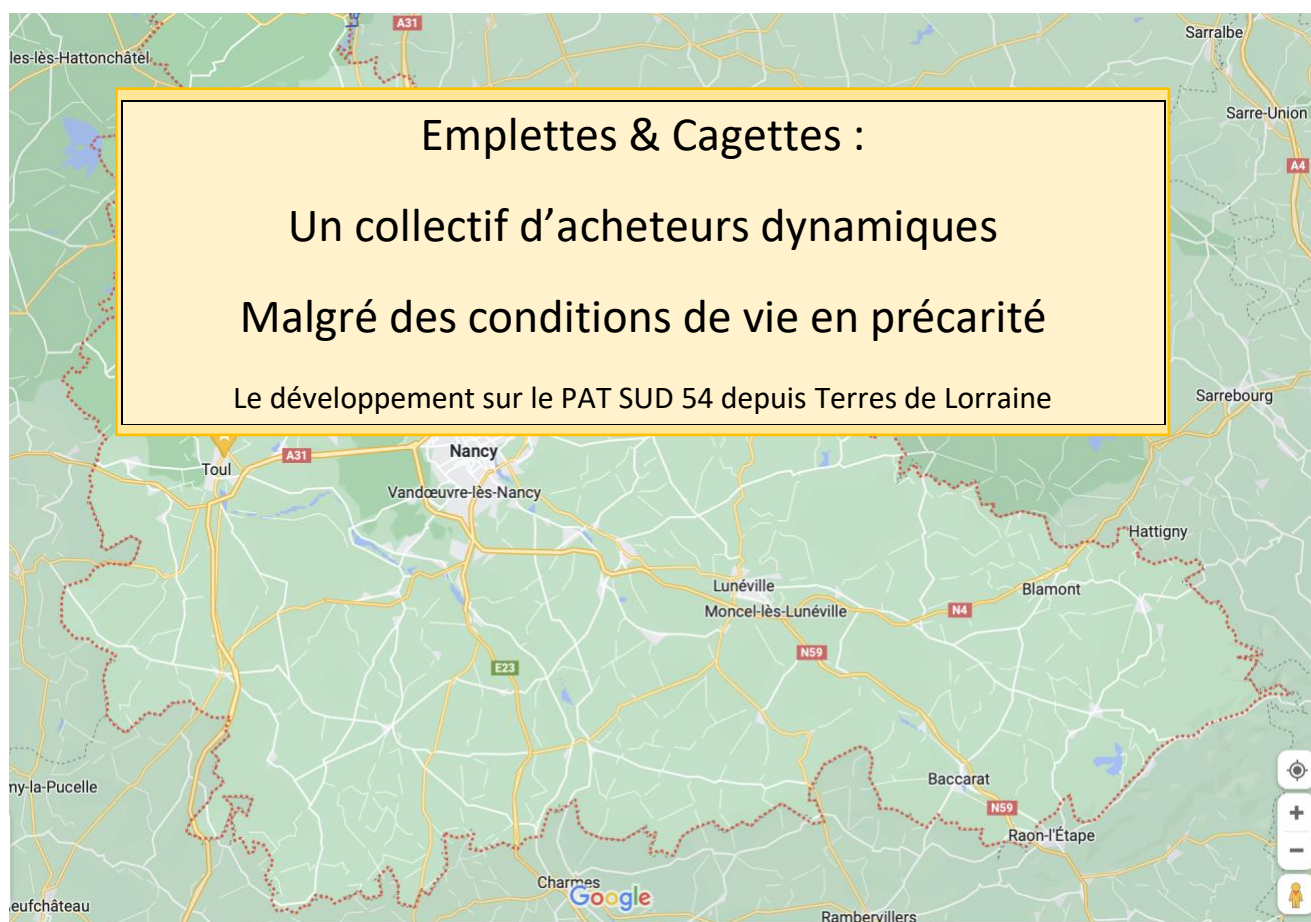 A31
Sarralbe
les-lès-Hattonchâtel
Sarre-Union
A4
Emplettes & Cagettes :
Un collectif d’acheteurs dynamiques
Malgré des conditions de vie en précarité
Le développement sur le PAT SUD 54 depuis Terres de Lorraine
Sarrebourg
Nancy
A31
Toul
Vandœuvre-lès-Nancy
Hattigny
Lunéville
Blamont
Moncel-lès-Lunéville
N4
N59
E23
Baccarat
ny-la-Pucelle
N59
Raon-l'Étape
Charmes
Google
eufchâteau
Rambervillers